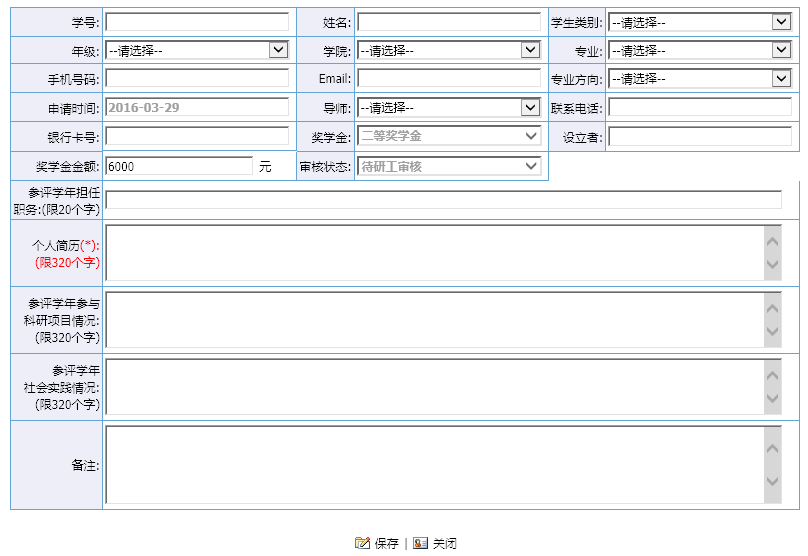 学号: 姓名: 学生类别: --请选择--
年级: --请选择-- 学院: --请选择-- 专业: --请选择--
手机号码: Email: 专业方向: --请选择--
申请时间: 2016-03-29 导师: --请选择-- 联系电话:
银行卡号: 奖学金: 二等奖学金 设立者:
奖学金金额: 6000 元 审核状态: 待研工审核
参评学年担任
职务:(限20个字)
个人简历(*):
(限320个字)
参评学年参与
科研项目情况:
(限320个字)
参评学年
社会实践情况:
(限320个字)
备注:
保存 | 关闭